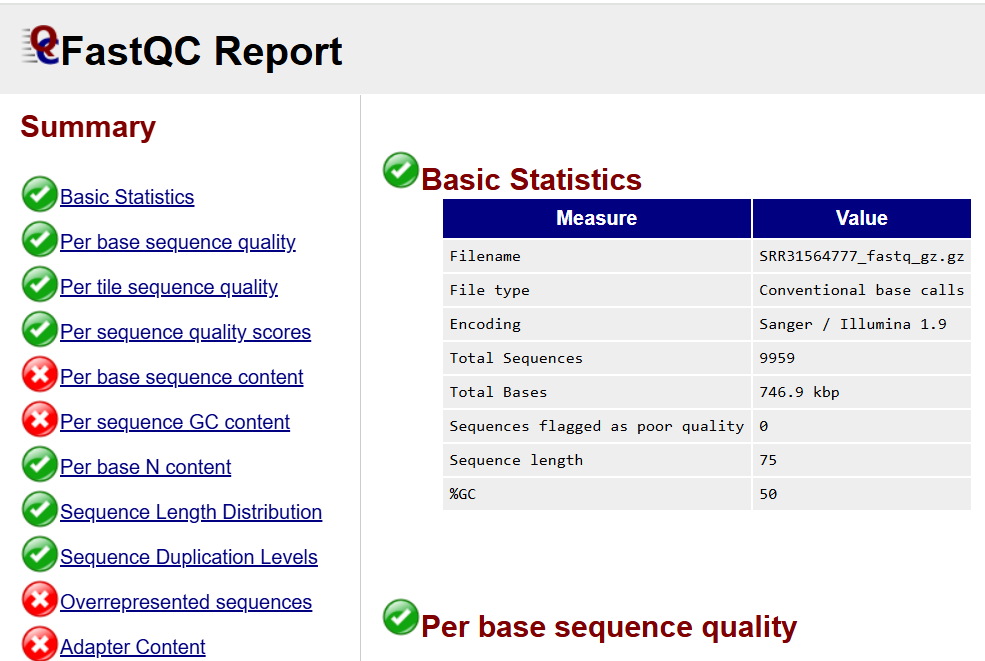 FastQC Report
Summary
Basic Statistics
Per base sequence quality
Per tile sequence quality
Per sequence quality scores
Per base sequence content
Per sequence GC content
Per base N content
Sequence Length Distribution
Sequence Duplication Levels
Overrepresented sequences
Adapter Content
Basic Statistics
Measure Value
Filename SRR31564777_fastq_gz.gz
File type Conventional base calls
Encoding Sanger / Illumina 1.9
Total Sequences 9959
Total Bases 746.9 kbp
Sequences flagged as poor quality 0
Sequence length 75
%GC 50
Per base sequence quality